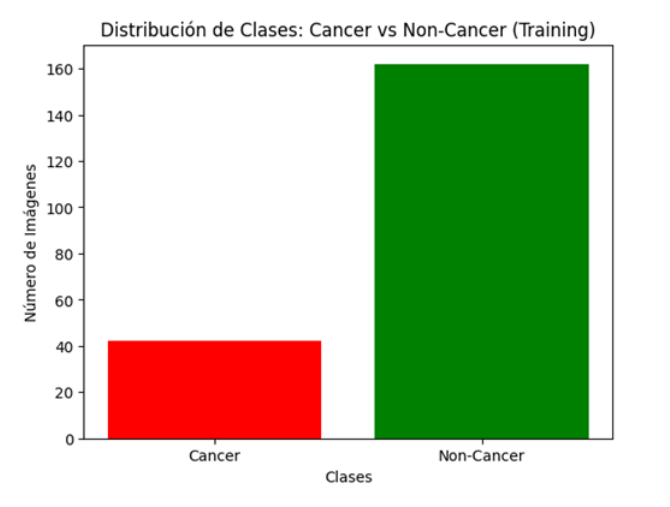 Distribución de Clases: Cancer vs Non-Cancer (Training)
160
140
120
100
80
60
40
20
0
Número de Imágenes
Cancer
Non-Cancer
Clases